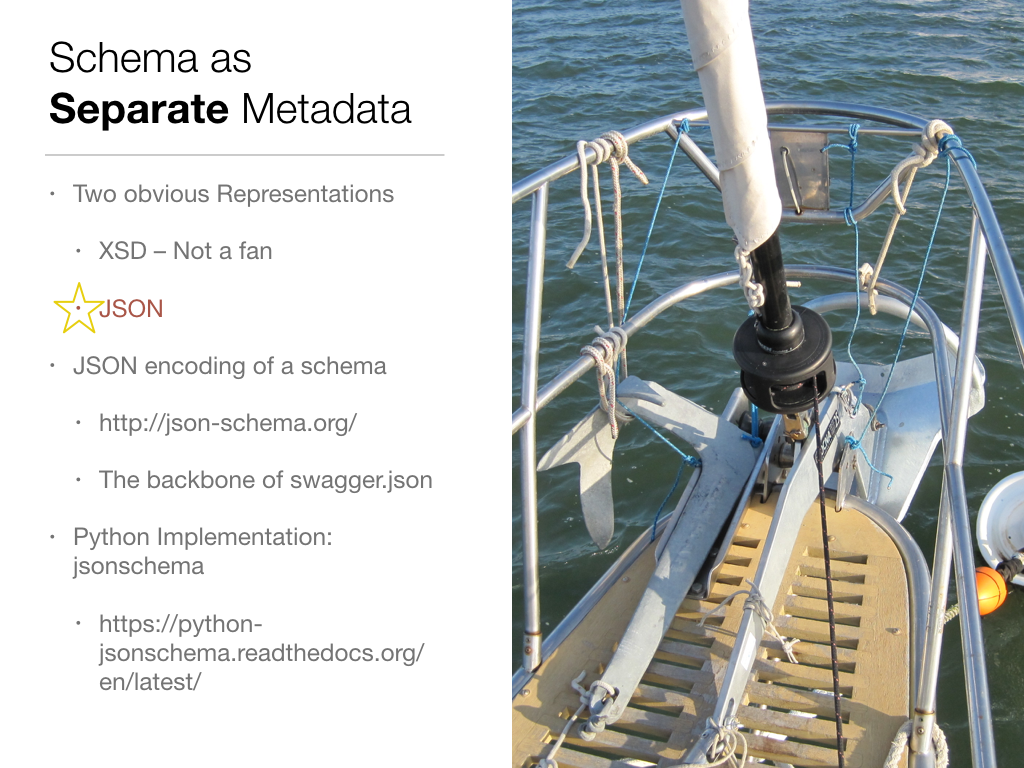 Schema as
Separate Metadata
• Two obvious Representations
• XSD – Not a fan
• JSON
• JSON encoding of a schema
• http://json-schema.org/
• The backbone of swagger.json
• Python Implementation:
jsonschema
• https://python-
jsonschema.readthedocs.org/
en/latest/